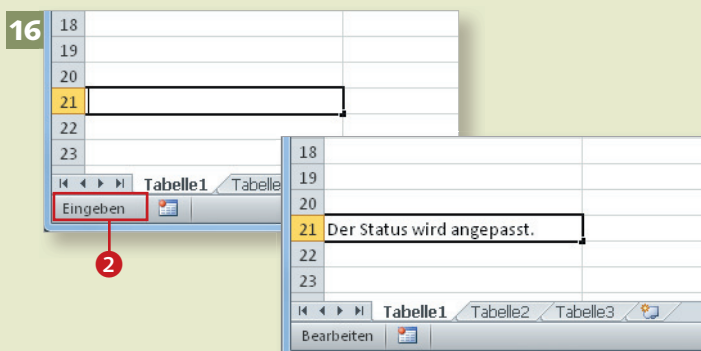 16
18
19
20
21
22
23
Tabelle1 Tabelle
Eingeben
2
18
19
20
21 Der Status wird angepasst.
22
23
Tabelle1 Tabelle2 Tabelle3
Bearbeiten